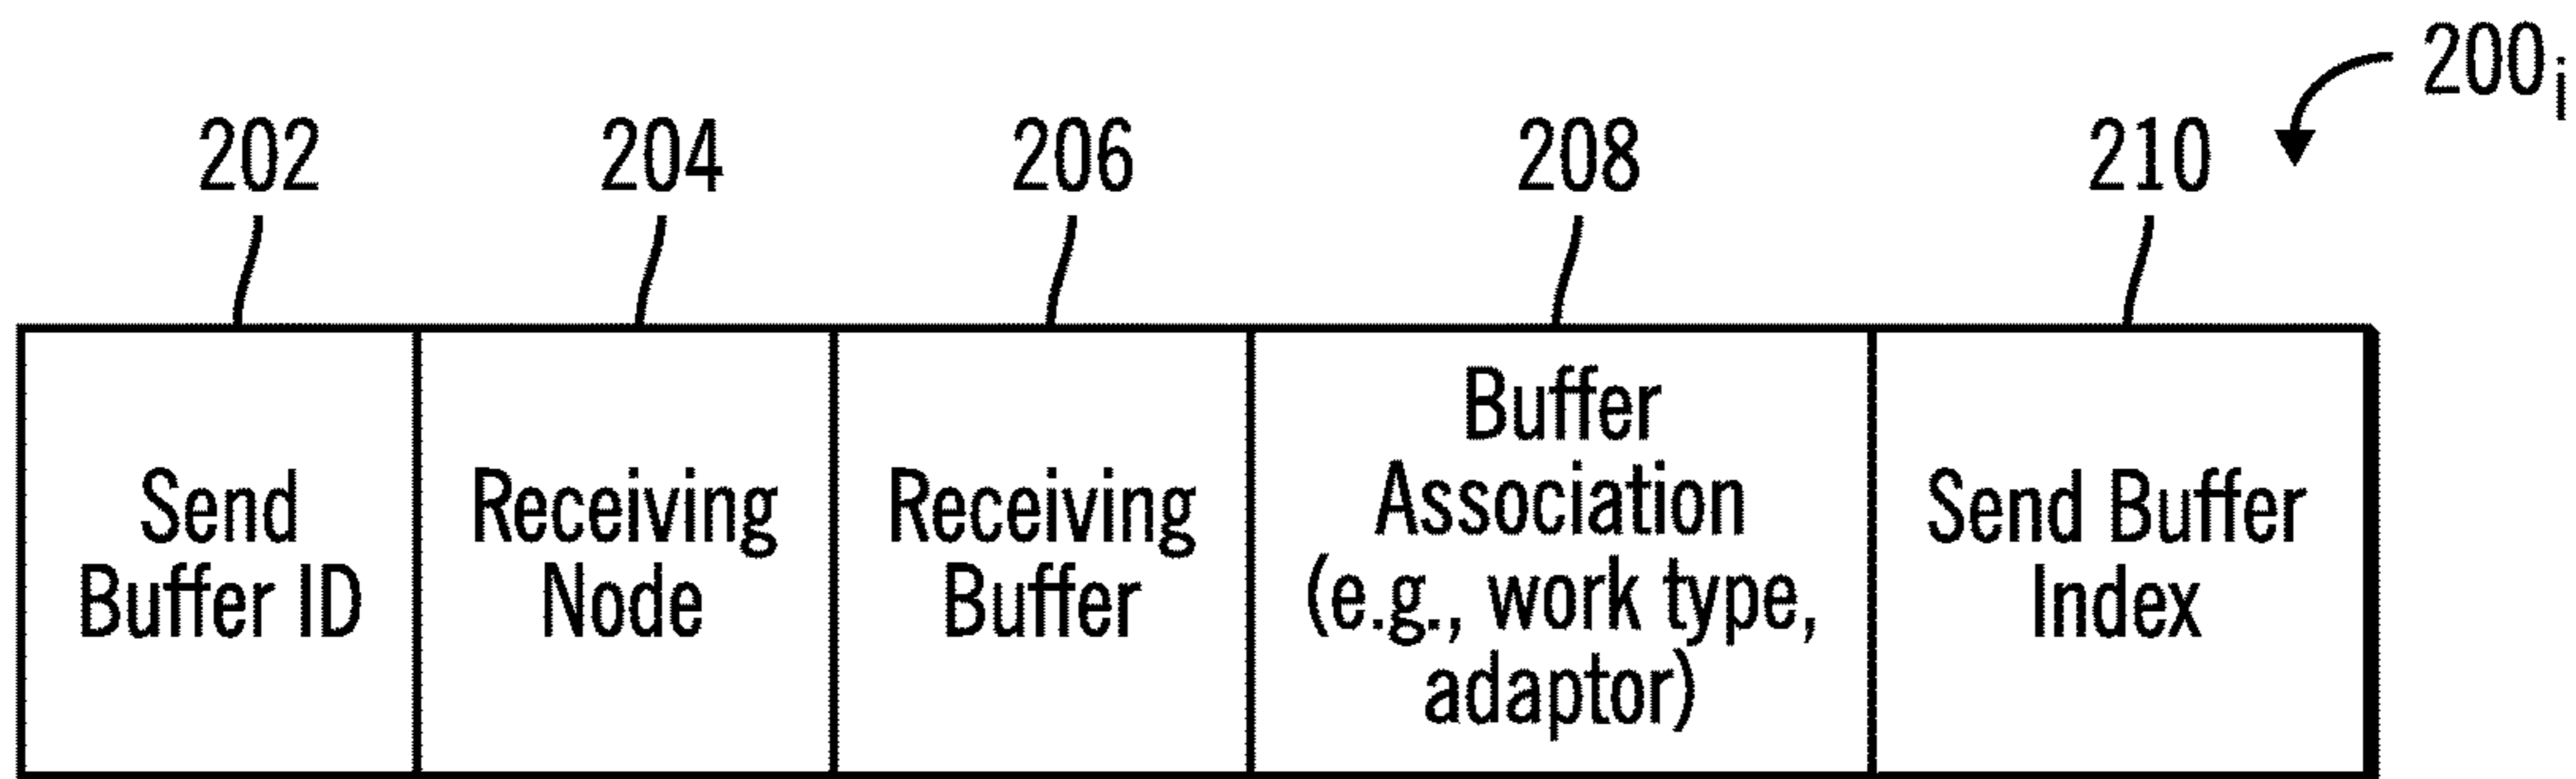 200i
202 204 206 208 210
Send
Buffer ID
Receiving
Node
Receiving
Buffer
Buffer
Association
(e.g., work type,
adaptor)
Send Buffer
Index